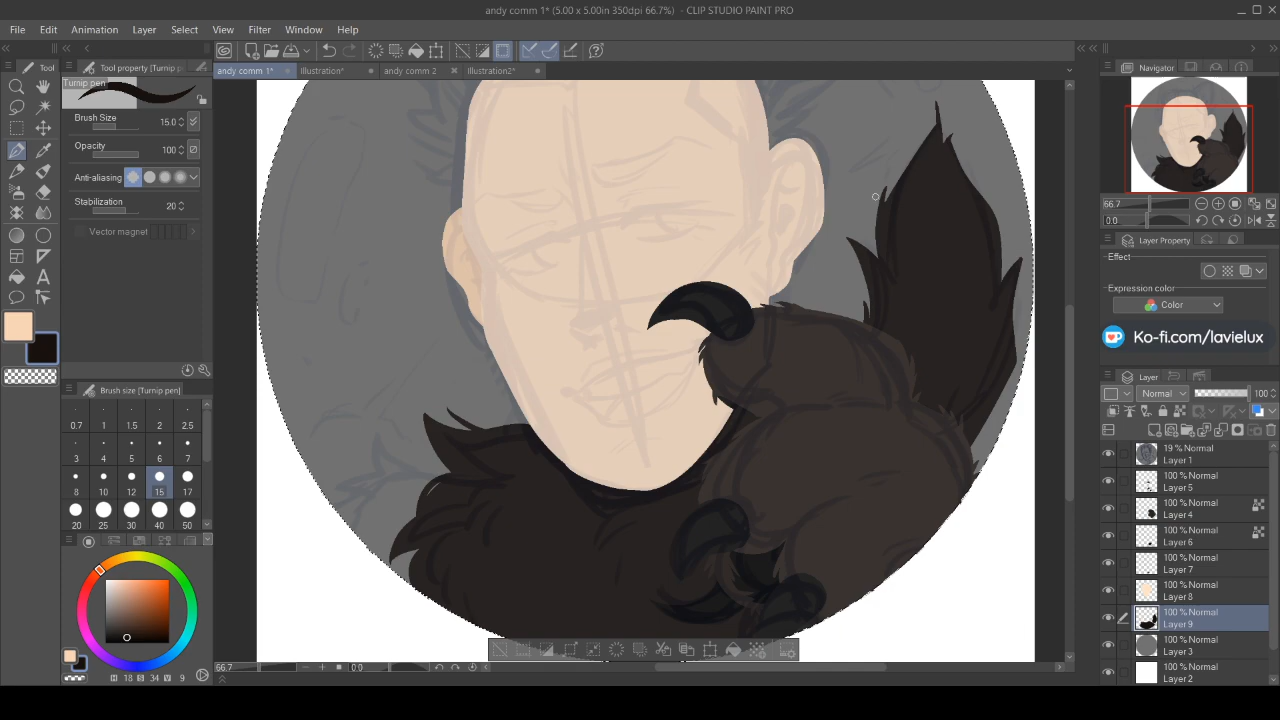 andy comm 1* (5.00 x 5.00in 350dpi 66.7%) - CLIP STUDIO PAINT PRO
File Edit Animation Layer Select View Filter Window Help
Tool
Tool property [Turnip p
andy comm 1*
Illustration*
andy comm 2
Illustration2*
Navigator
Turnip pen
Brush Size 15.0
Opacity 100
Anti-aliasing
Stabilization 20
Vector magnet
66.7
0.0
Layer Property
Effect
Expression color
Color
Ko-fi.com/lavielux
Brush size [Turnip pen]
0.7 1 1.5 2 2.5
3 4 5 6 7
8 10 12 15 17
20 25 30 40 50
Layer
Normal 100
19 % Normal
Layer 1
100 % Normal
Layer 5
100 % Normal
Layer 4
100 % Normal
Layer 6
100 % Normal
Layer 7
100 % Normal
Layer 8
100 % Normal
Layer 9
100 % Normal
Layer 3
100 % Normal
Layer 2
66.7 0.0
H 18 S 34 V 9